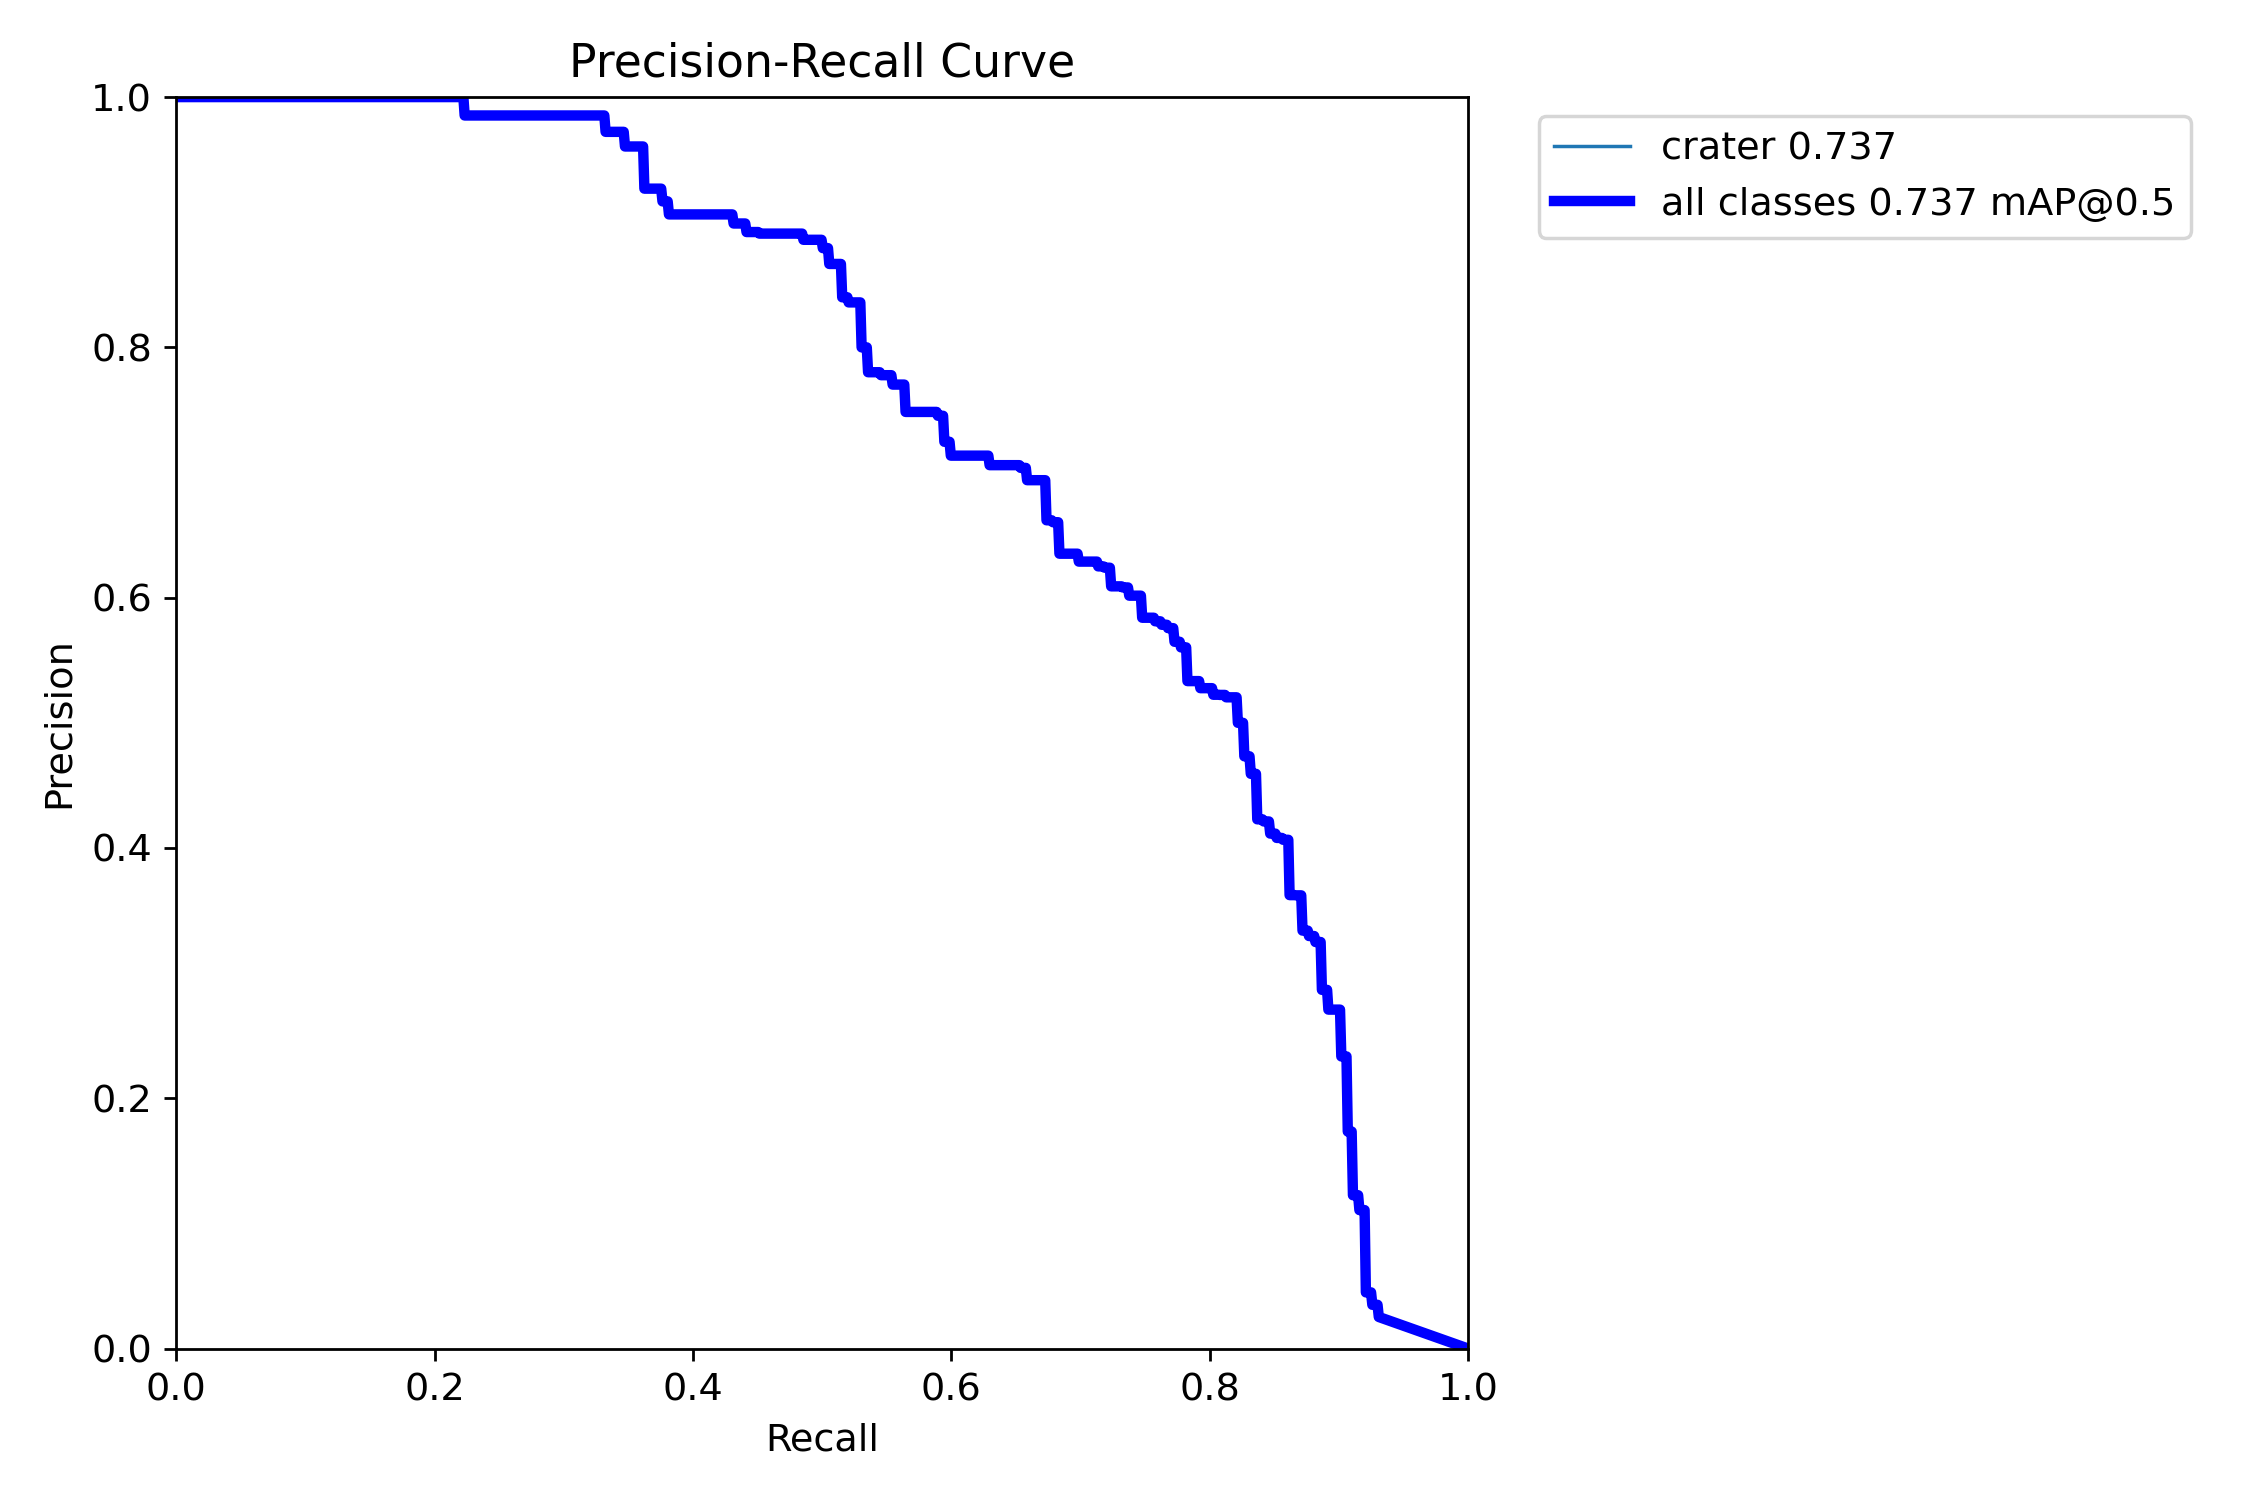 Precision-Recall Curve
1.0
0.8
0.6
0.4
0.2
0.0
Precision
0.0 0.2 0.4 0.6 0.8 1.0
Recall
crater 0.737
all classes 0.737 mAP@0.5